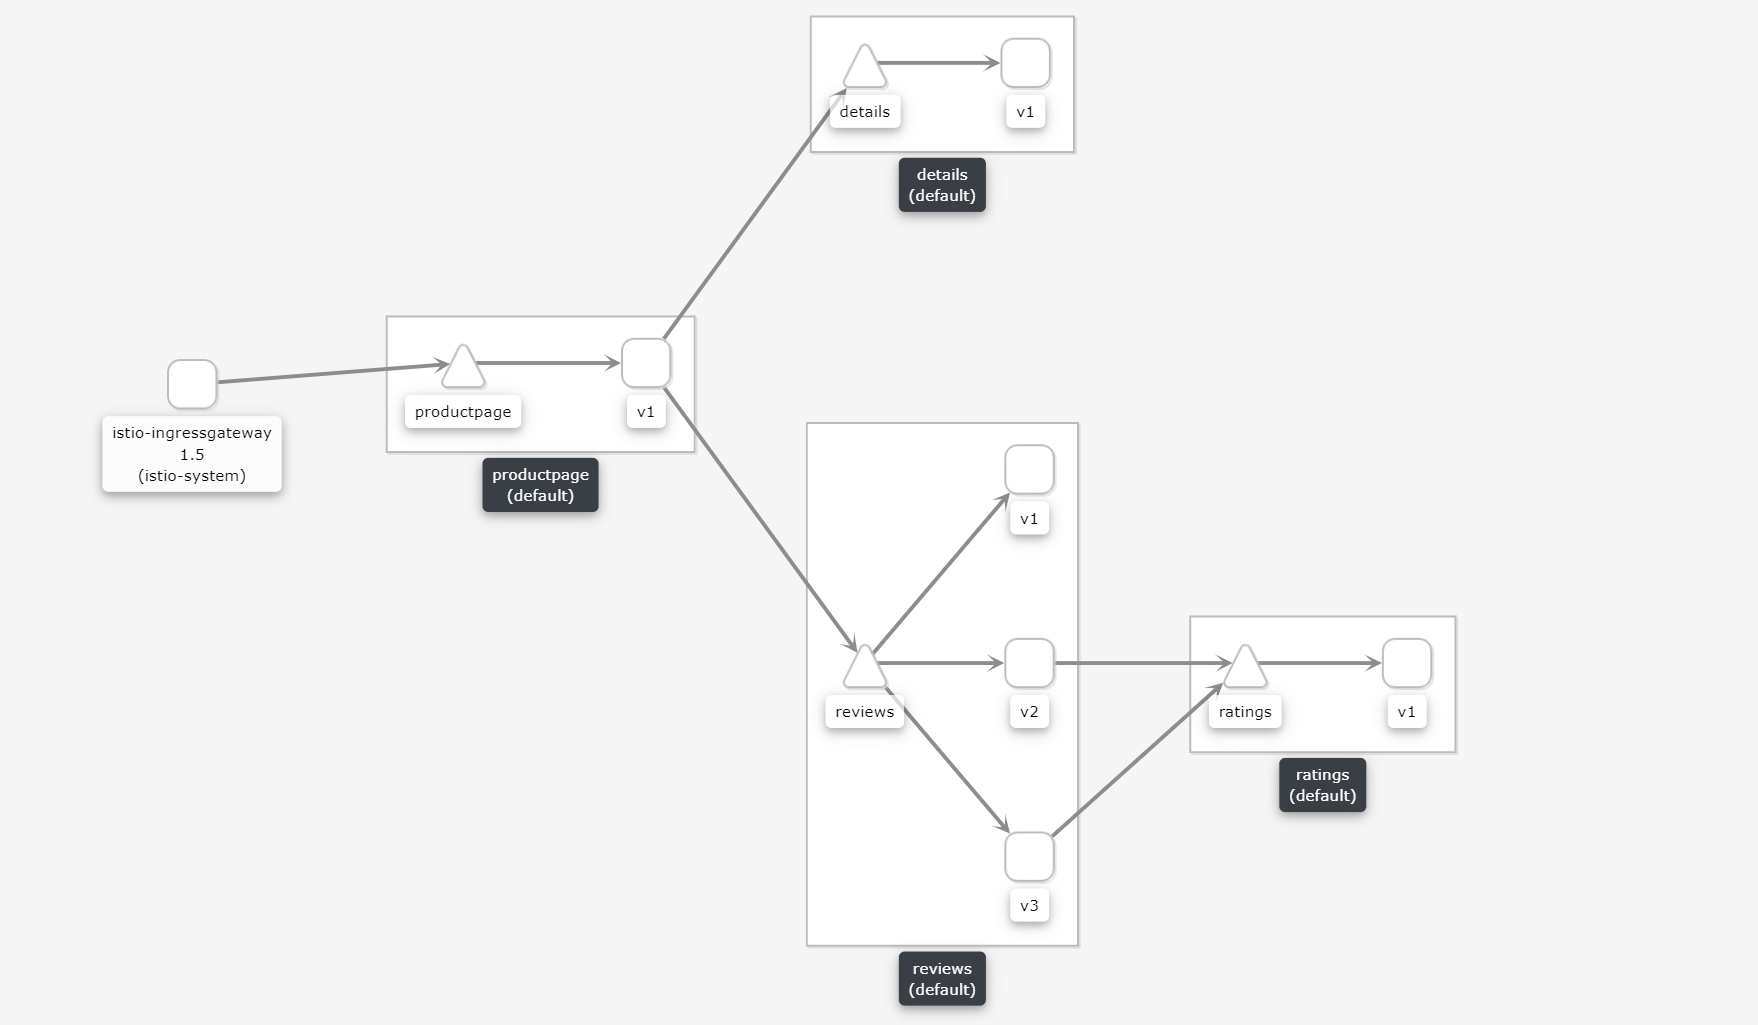 details
v1
details
(default)
productpage
v1
istio-ingressgateway
1.5
(istio-system)
productpage
(default)
v1
reviews
v2
v3
reviews
(default)
ratings
v1
ratings
(default)